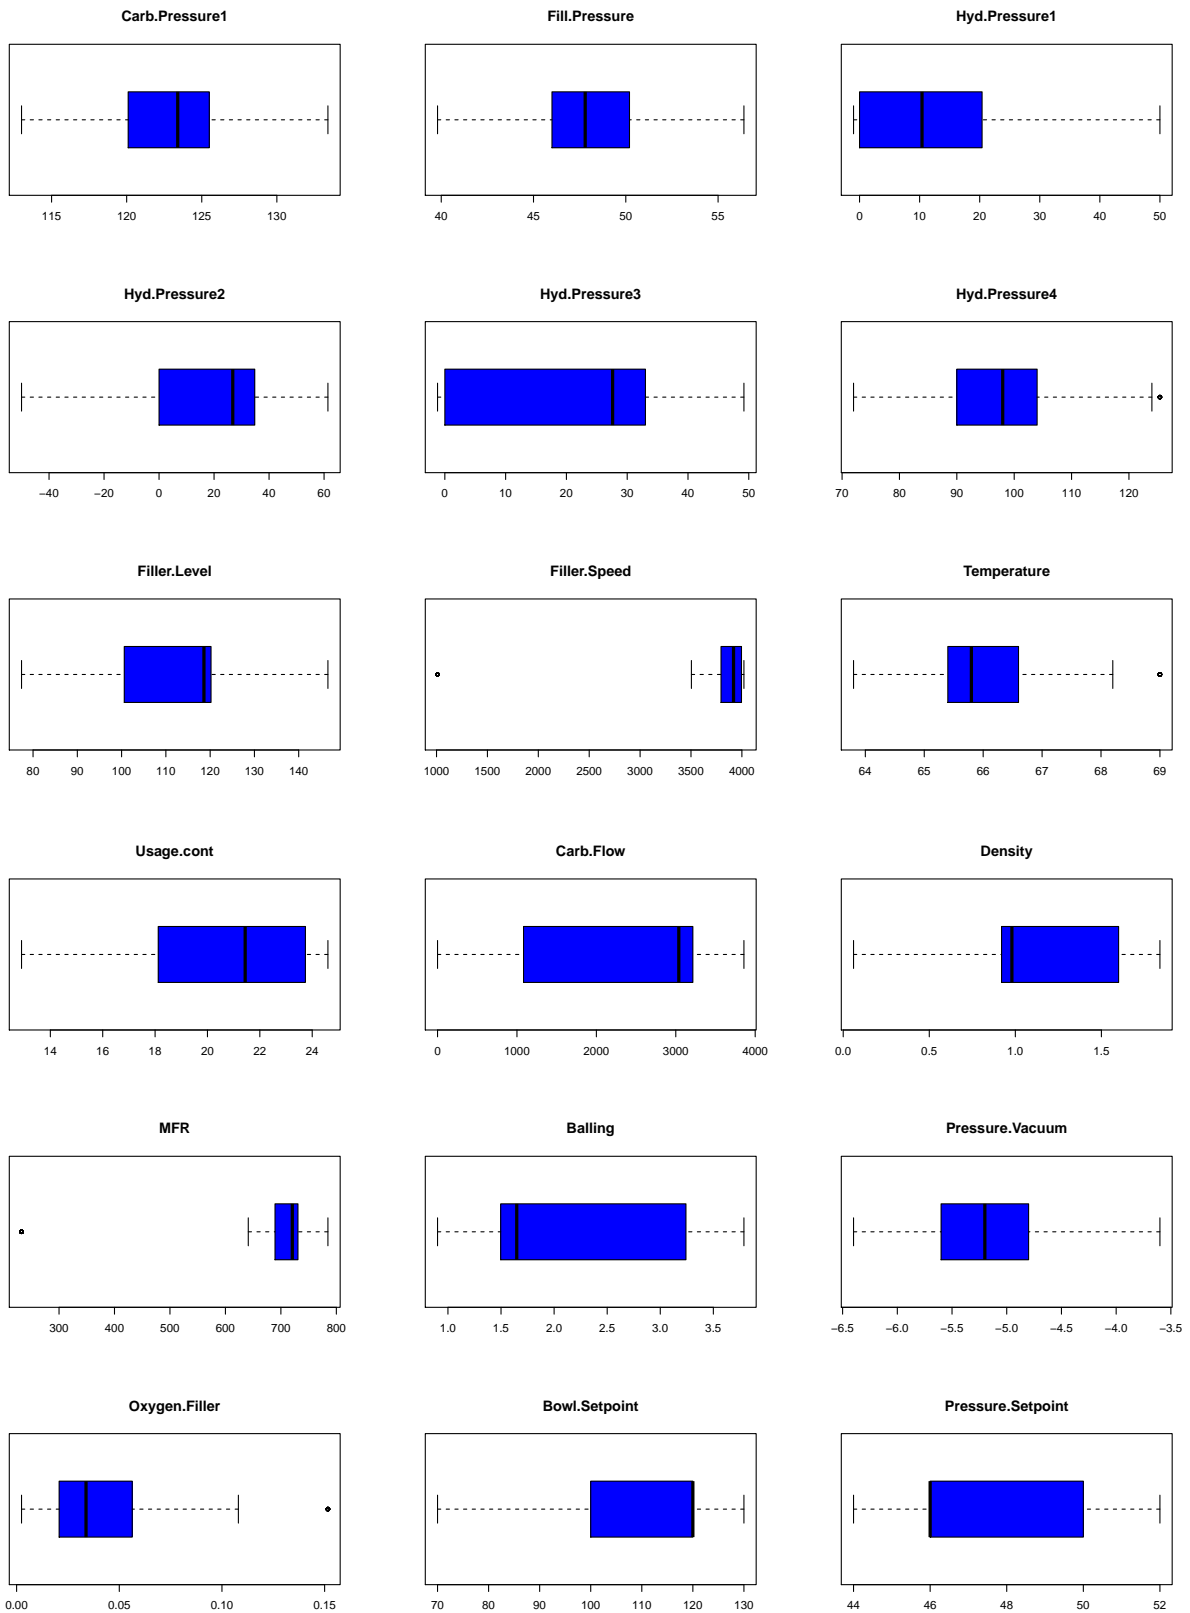 Carb.Pressure1 Fill.Pressure Hyd.Pressure1
115 120 125 130 40 45 50 55 0 10 20 30 40 50
Hyd.Pressure2 Hyd.Pressure3 Hyd.Pressure4
−40 −20 0 20 40 60 0 10 20 30 40 50 70 80 90 100 110 120
Filler.Level Filler.Speed Temperature
80 90 100 110 120 130 140 1000 1500 2000 2500 3000 3500 4000 64 65 66 67 68 69
Usage.cont Carb.Flow Density
14 16 18 20 22 24 0 1000 2000 3000 4000 0.0 0.5 1.0 1.5
MFR Balling Pressure.Vacuum
300 400 500 600 700 800 1.0 1.5 2.0 2.5 3.0 3.5 −6.5 −6.0 −5.5 −5.0 −4.5 −4.0 −3.5
Oxygen.Filler Bowl.Setpoint Pressure.Setpoint
0.00 0.05 0.10 0.15 70 80 90 100 110 120 130 44 46 48 50 52